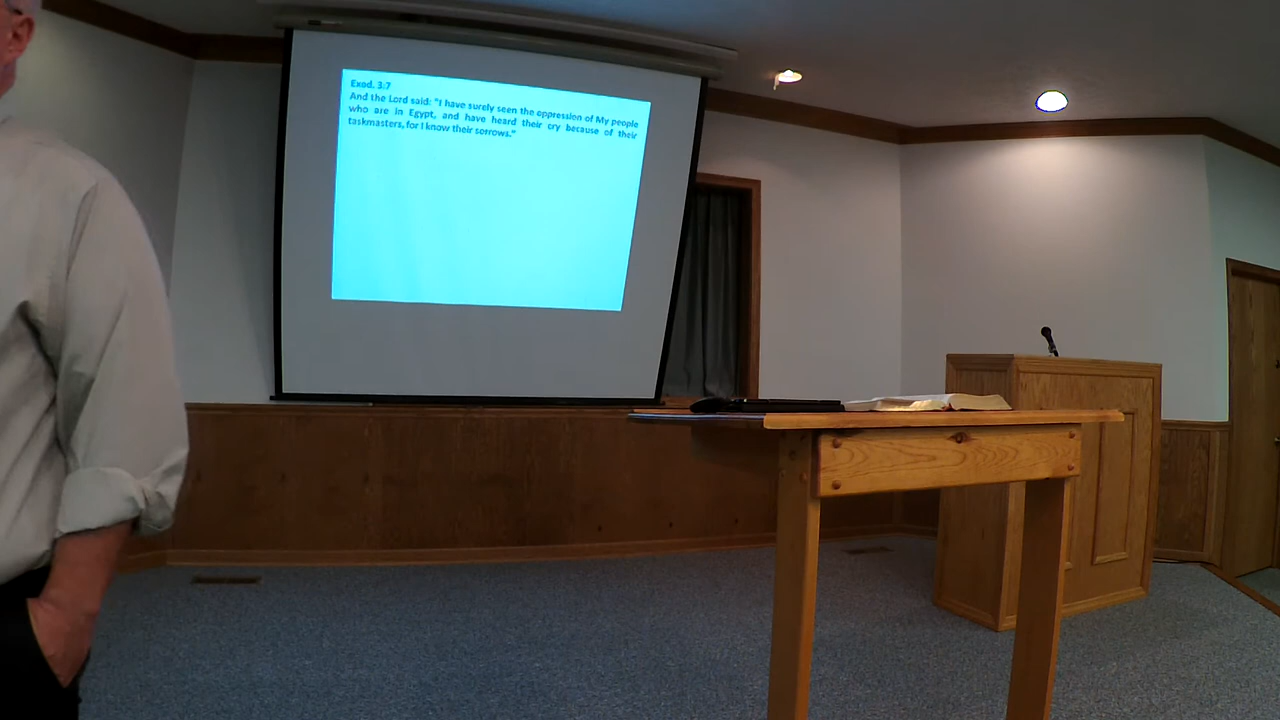 Exod. 3:7
And the Lord said: "I have surely seen the oppression of My people
who are in Egypt, and have heard their cry because of their
taskmasters, for I know their sorrows."